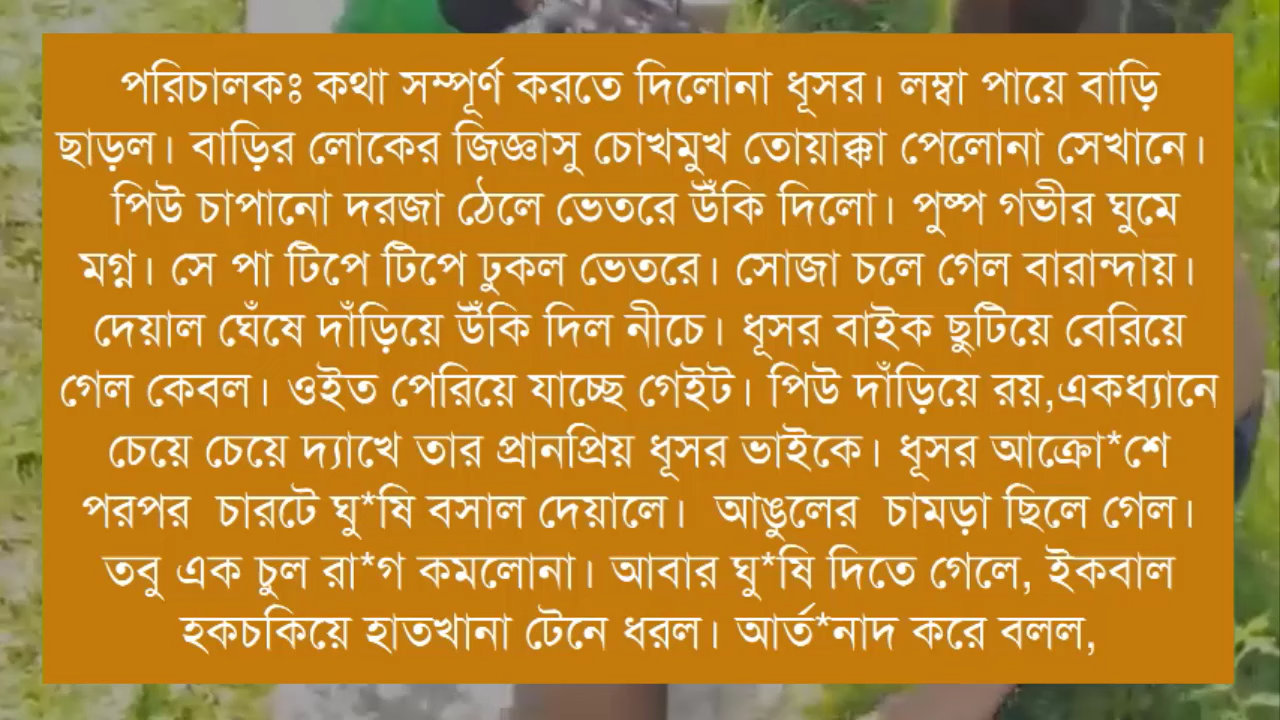 পরিচালকঃ কথা সম্পূর্ণ করতে দিলোনা ধূসর। লম্বা পায়ে বাড়ি
ছাড়ল। বাড়ির লোকের জিজ্ঞাসু চোখমুখ তোয়াক্কা পেলোনা সেখানে।
পিউ চাপানো দরজা ঠেলে ভেতরে উঁকি দিলো। পুষ্প গভীর ঘুমে
মগ্ন। সে পা টিপে টিপে ঢুকল ভেতরে। সোজা চলে গেল বারান্দায়।
দেয়াল ঘেঁষে দাঁড়িয়ে উঁকি দিল নীচে। ধূসর বাইক ছুটিয়ে বেরিয়ে
গেল কেবল। ওইত পেরিয়ে যাচ্ছে গেইট। পিউ দাঁড়িয়ে রয়,একধ্যানে
চেয়ে চেয়ে দ্যাখে তার প্রানপ্রিয় ধূসর ভাইকে। ধূসর আক্রো*শে
পরপর চারটে ঘু*ষি বসাল দেয়ালে। আঙুলের চামড়া ছিলে গেল।
তবু এক চুল রা*গ কমলোনা। আবার ঘু*ষি দিতে গেলে, ইকবাল
হকচকিয়ে হাতখানা টেনে ধরল। আর্ত*নাদ করে বলল,